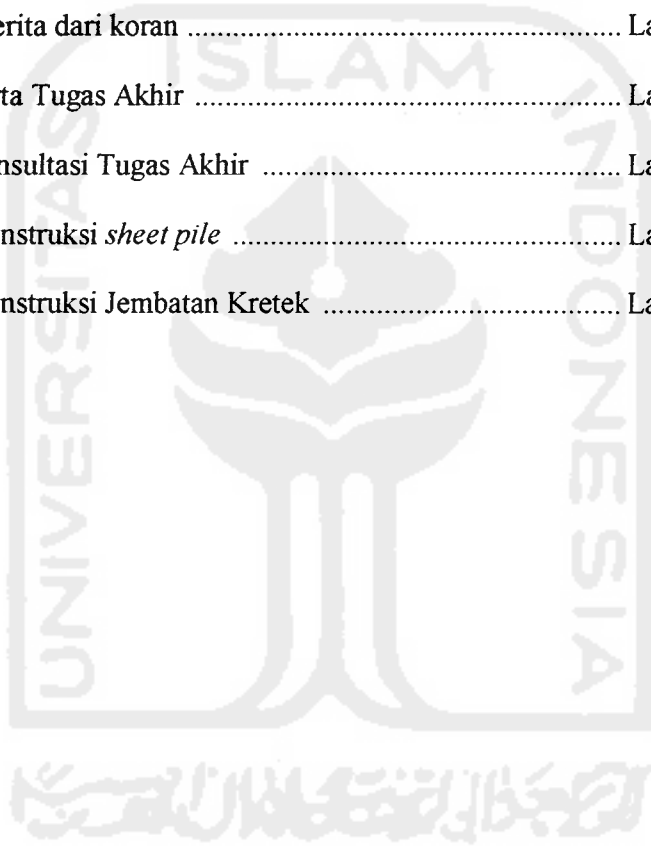 erita dari koran ........................................................................ La
rta Tugas Akhir ....................................................................... La
nsultasi Tugas Akhir ............................................................ La
nstruksi sheet pile ................................................................. La
nstruksi Jembatan Kretek .................................................. La
ISLAM
UNIVERSITAS
INDONESIA